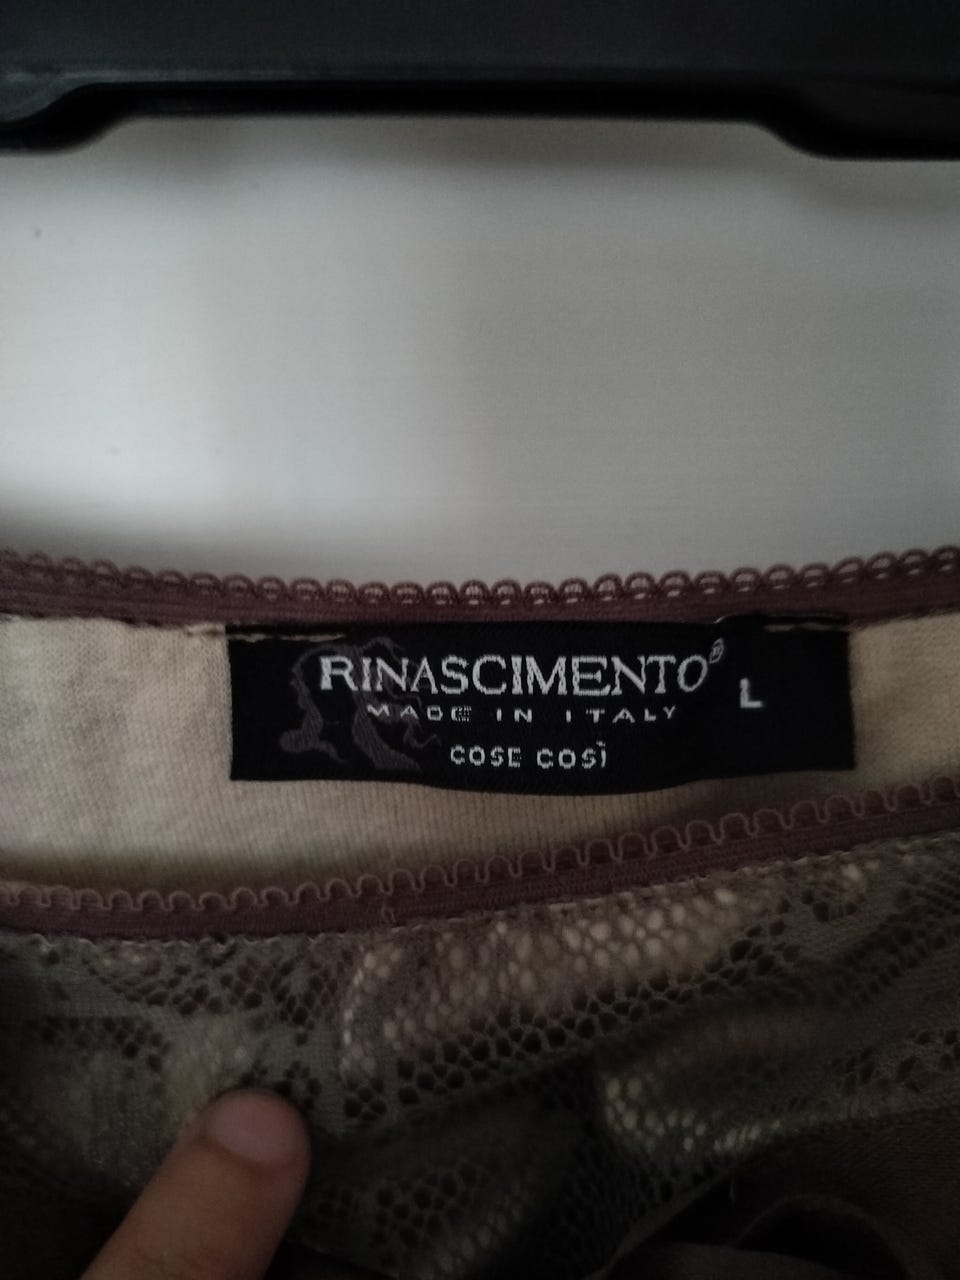 RINASCIMENTO®
MADE IN ITALY
COSE COSÌ
L